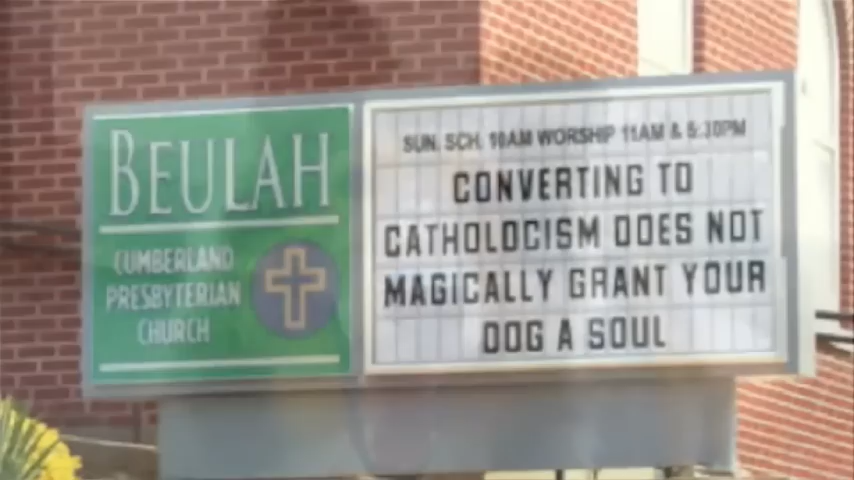 BEULAH
CUMBERLAND
PRESBYTERIAN
CHURCH
SUN. SCH. 10AM WORSHIP 11AM & 5:30PM
CONVERTING TO
CATHOLOCISM DOES NOT
MAGICALLY GRANT YOUR
DOG A SOUL